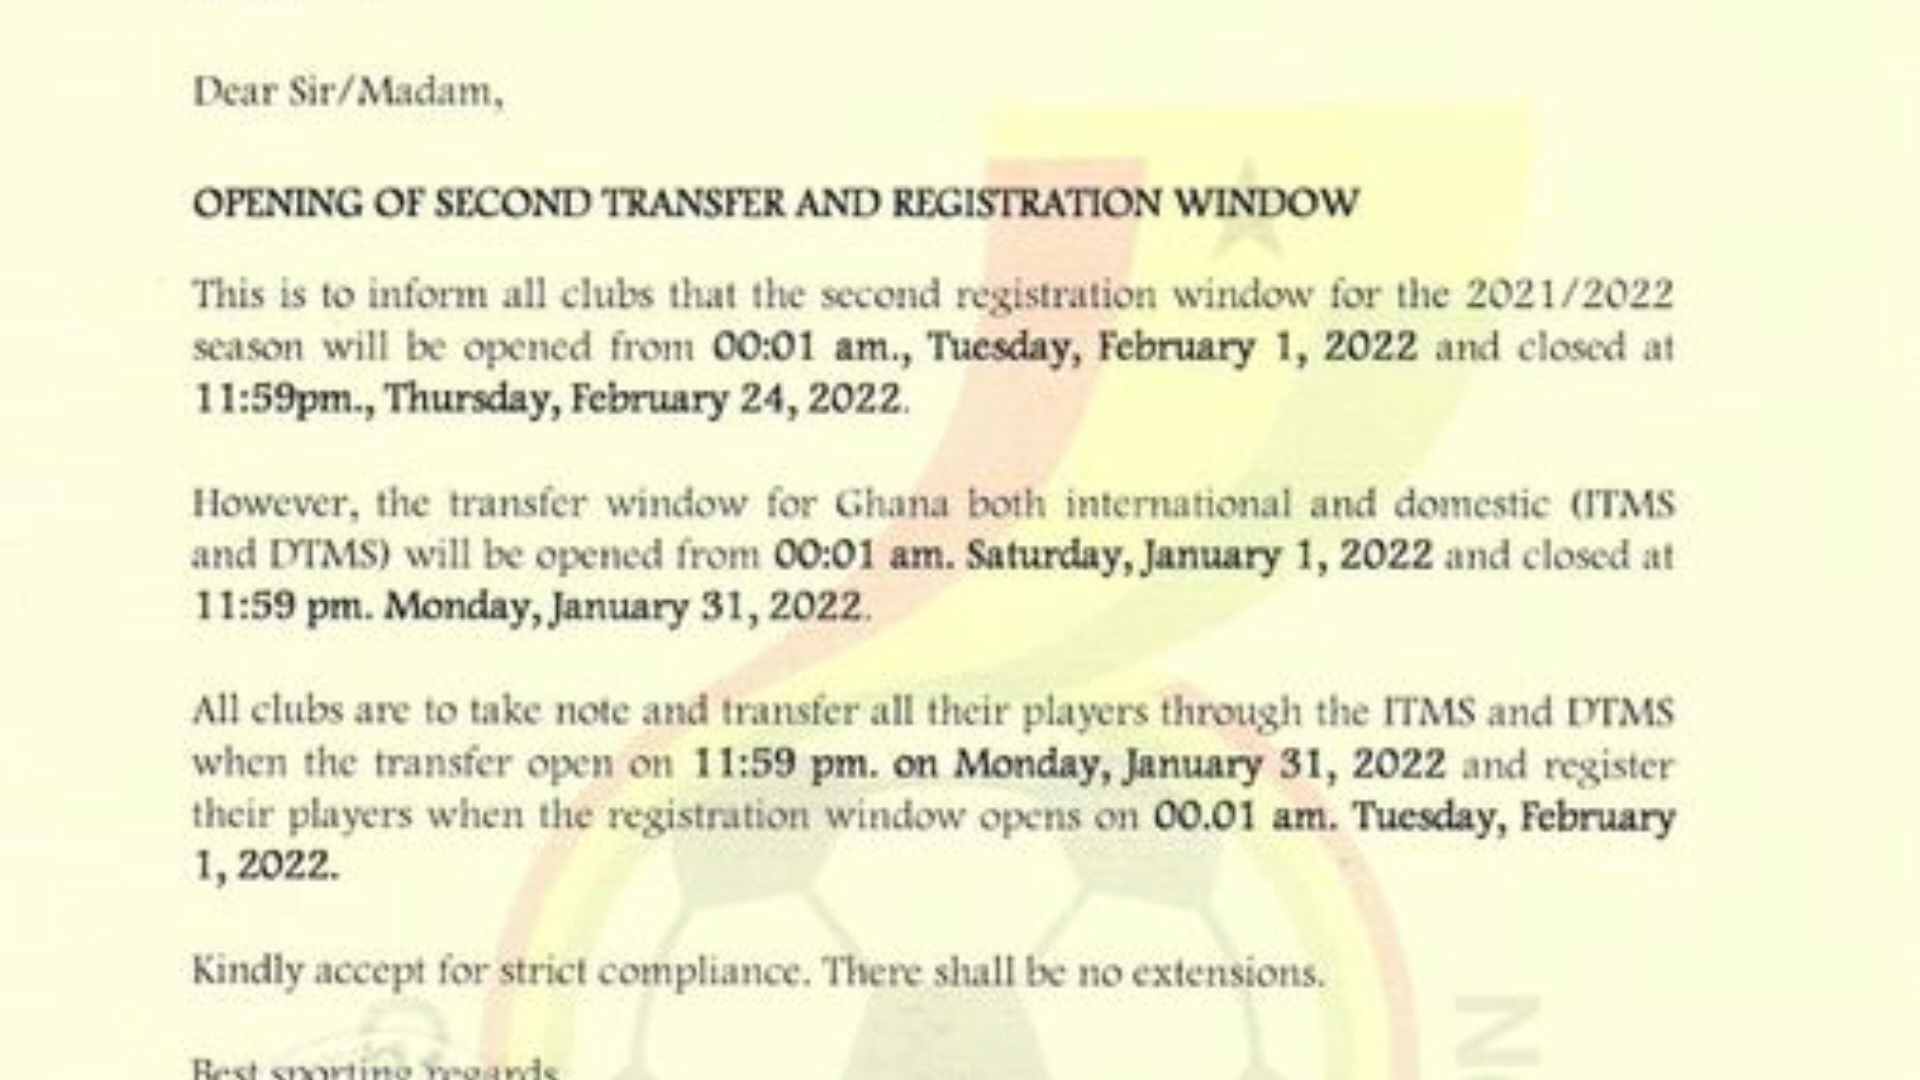 Dear Sir/Madam,
OPENING OF SECOND TRANSFER AND REGISTRATION WINDOW
This is to inform all clubs that the second registration window for the 2021/2022
season will be opened from 00:01 am., Tuesday, February 1, 2022 and closed at
11:59pm., Thursday, February 24, 2022.
However, the transfer window for Ghana both international and domestic (ITMS
and DTMS) will be opened from 00:01 am. Saturday, January 1, 2022 and closed at
11:59 pm. Monday, January 31, 2022.
All clubs are to take note and transfer all their players through the ITMS and DTMS
when the transfer open on 11:59 pm. on Monday, January 31, 2022 and register
their players when the registration window opens on 00.01 am. Tuesday, February
1, 2022.
Kindly accept for strict compliance. There shall be no extensions.
Best sporting regards